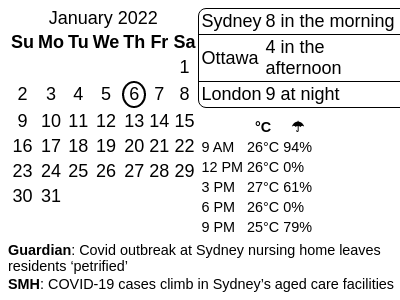 January 2022
Su Mo Tu We Th Fr Sa
1
2 3 4 5 6 7 8
9 10 11 12 13 14 15
16 17 18 19 20 21 22
23 24 25 26 27 28 29
30 31
Sydney 8 in the morning
Ottawa 4 in the
afternoon
London 9 at night
°C ☂
9 AM 26°C 94%
12 PM 26°C 0%
3 PM 27°C 61%
6 PM 26°C 0%
9 PM 25°C 79%
Guardian: Covid outbreak at Sydney nursing home leaves
residents ‘petrified’
SMH: COVID-19 cases climb in Sydney’s aged care facilities